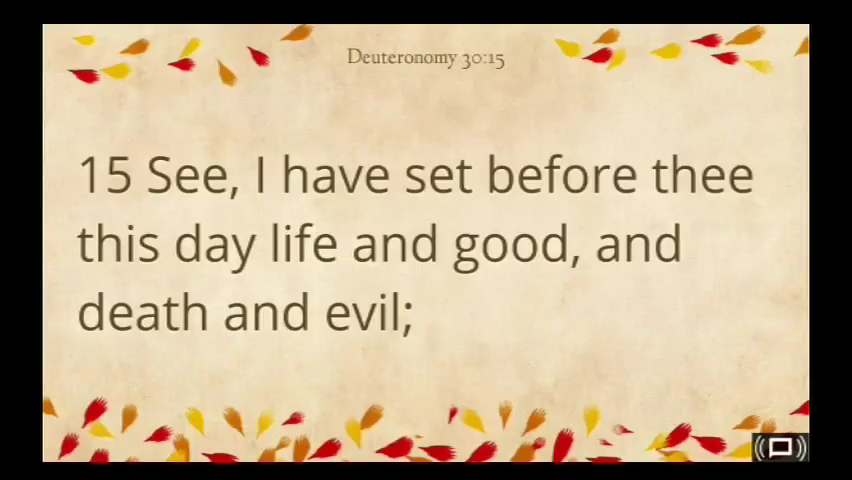 Deuteronomy 30:15
15 See, I have set before thee
this day life and good, and
death and evil;